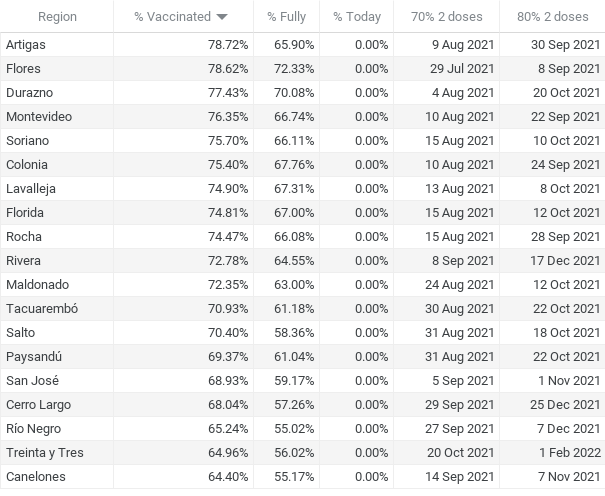 Region % Vaccinated % Fully % Today 70% 2 doses 80% 2 doses
Artigas 78.72% 65.90% 0.00% 9 Aug 2021 30 Sep 2021
Flores 78.62% 72.33% 0.00% 29 Jul 2021 8 Sep 2021
Durazno 77.43% 70.08% 0.00% 4 Aug 2021 20 Oct 2021
Montevideo 76.35% 66.74% 0.00% 10 Aug 2021 22 Sep 2021
Soriano 75.70% 66.11% 0.00% 15 Aug 2021 10 Oct 2021
Colonia 75.40% 67.76% 0.00% 10 Aug 2021 24 Sep 2021
Lavalleja 74.90% 67.31% 0.00% 13 Aug 2021 8 Oct 2021
Florida 74.81% 67.00% 0.00% 15 Aug 2021 12 Oct 2021
Rocha 74.47% 66.08% 0.00% 15 Aug 2021 28 Sep 2021
Rivera 72.78% 64.55% 0.00% 8 Sep 2021 17 Dec 2021
Maldonado 72.35% 63.00% 0.00% 24 Aug 2021 12 Oct 2021
Tacuarembó 70.93% 61.18% 0.00% 30 Aug 2021 22 Oct 2021
Salto 70.40% 58.36% 0.00% 31 Aug 2021 18 Oct 2021
Paysandú 69.37% 61.04% 0.00% 31 Aug 2021 22 Oct 2021
San José 68.93% 59.17% 0.00% 5 Sep 2021 1 Nov 2021
Cerro Largo 68.04% 57.26% 0.00% 29 Sep 2021 25 Dec 2021
Río Negro 65.24% 55.02% 0.00% 27 Sep 2021 7 Dec 2021
Treinta y Tres 64.96% 56.02% 0.00% 20 Oct 2021 1 Feb 2022
Canelones 64.40% 55.17% 0.00% 14 Sep 2021 7 Nov 2021